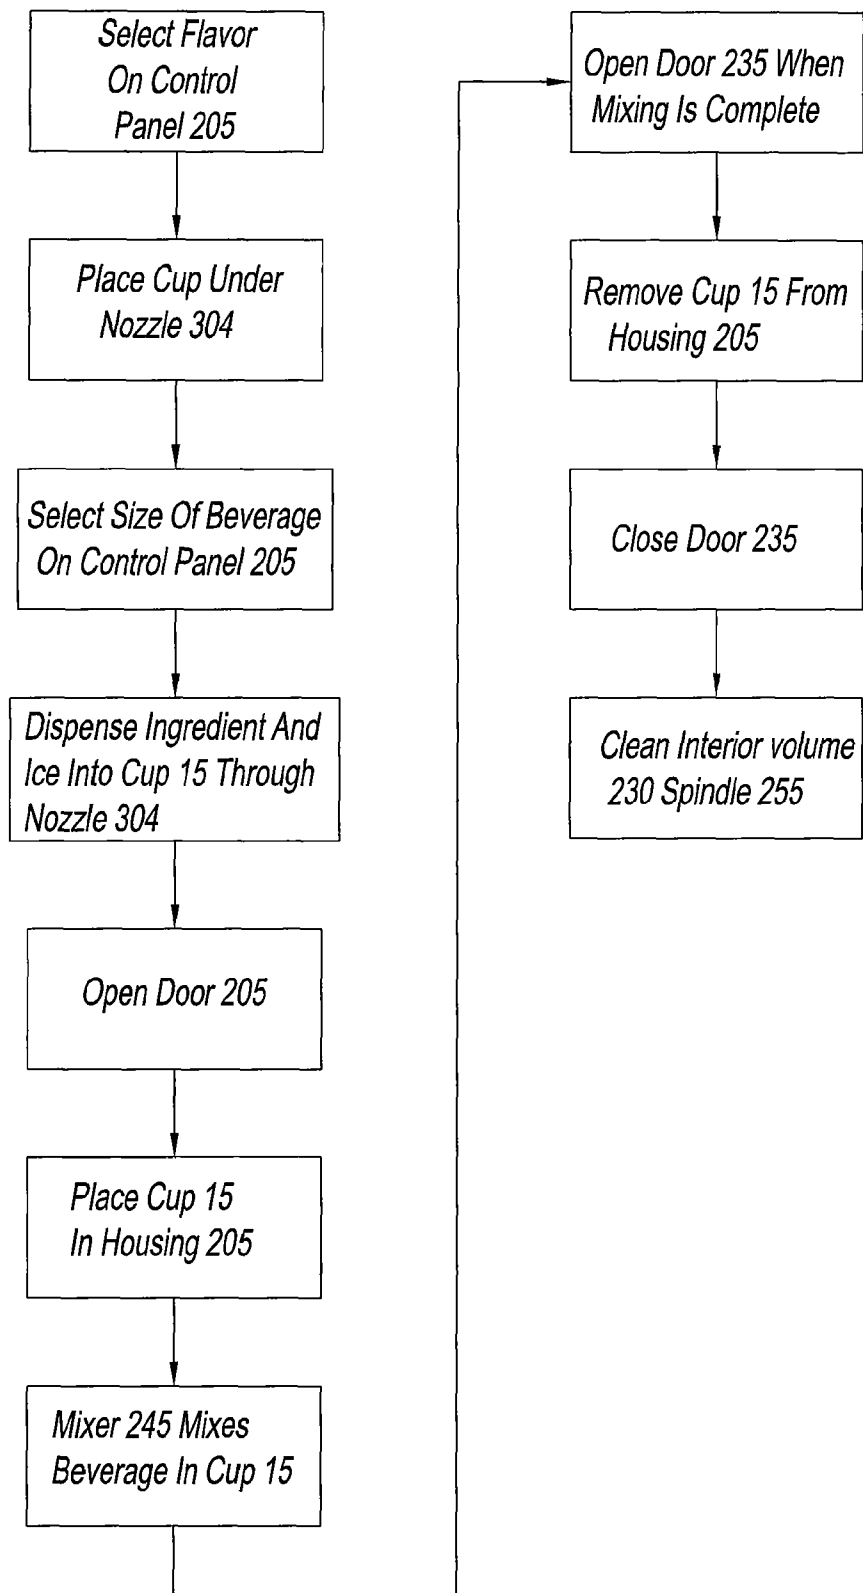 Select Flavor
On Control
Panel 205
Place Cup Under
Nozzle 304
Select Size Of Beverage
On Control Panel 205
Dispense Ingredient And
Ice Into Cup 15 Through
Nozzle 304
Open Door 205
Place Cup 15
In Housing 205
Mixer 245 Mixes
Beverage In Cup 15
Open Door 235 When
Mixing Is Complete
Remove Cup 15 From
Housing 205
Close Door 235
Clean Interior volume
230 Spindle 255